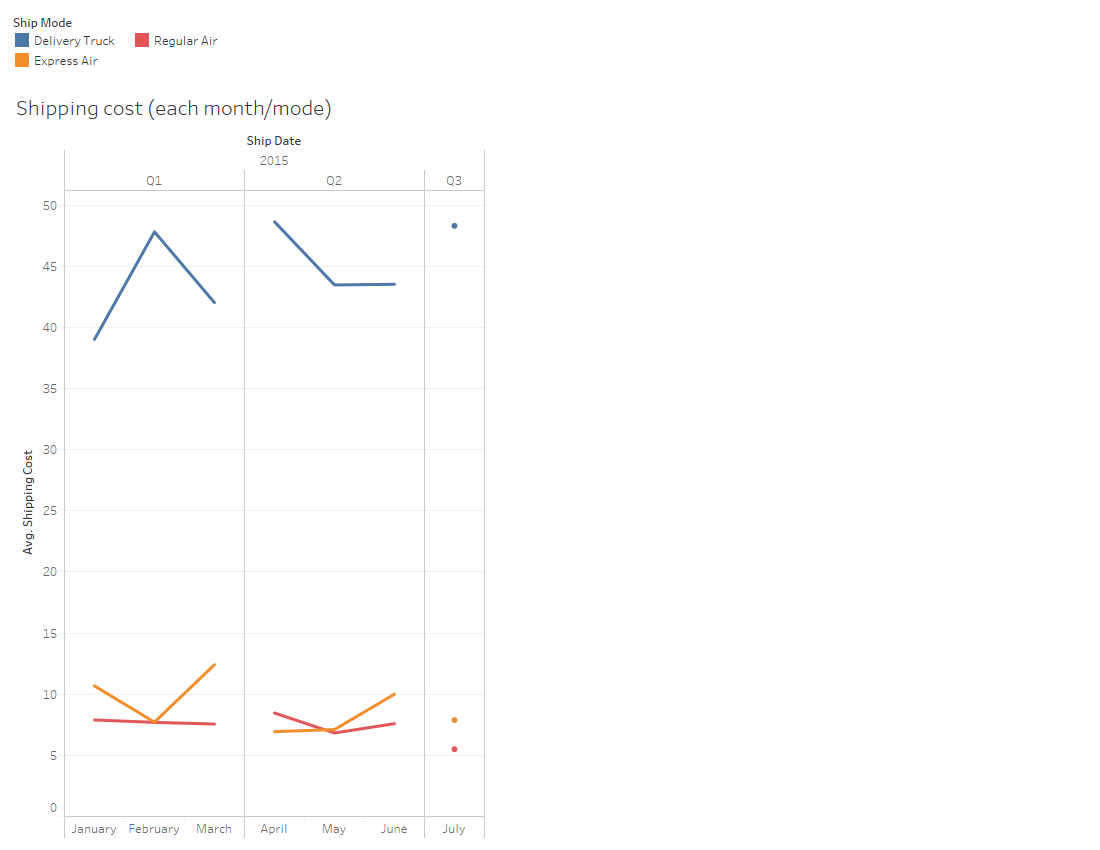 Ship Mode
Delivery Truck Regular Air
Express Air
Shipping cost (each month/mode)
Ship Date
2015
Q1 Q2 Q3
50
45
40
35
30
25
20
15
10
5
0
Avg. Shipping Cost
January February March April May June July